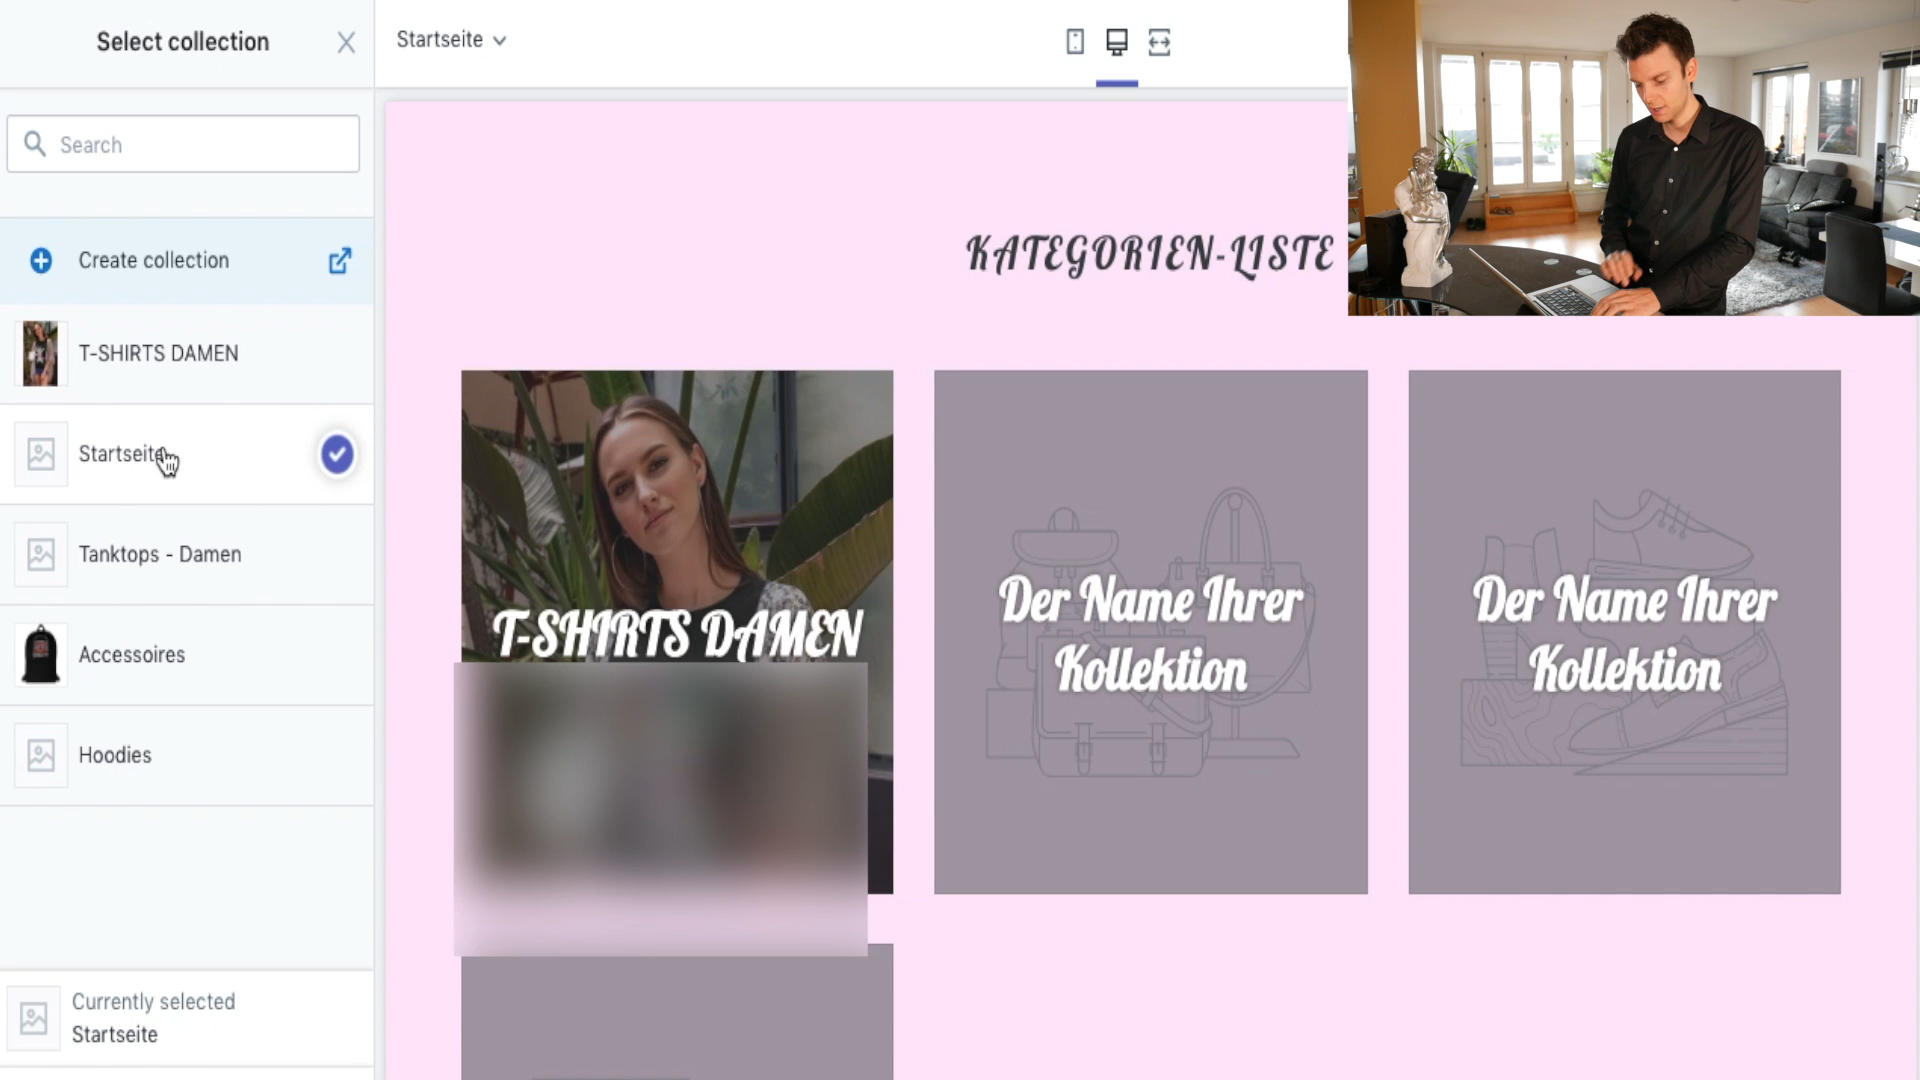 Select collection
Startseite
Search
Create collection
T-SHIRTS DAMEN
Startseite
Tanktops - Damen
Accessoires
Hoodies
Currently selected
Startseite
KATEGORIEN-LISTE
T-SHIRTS DAMEN
Der Name Ihrer
Kollektion
Der Name Ihrer
Kollektion